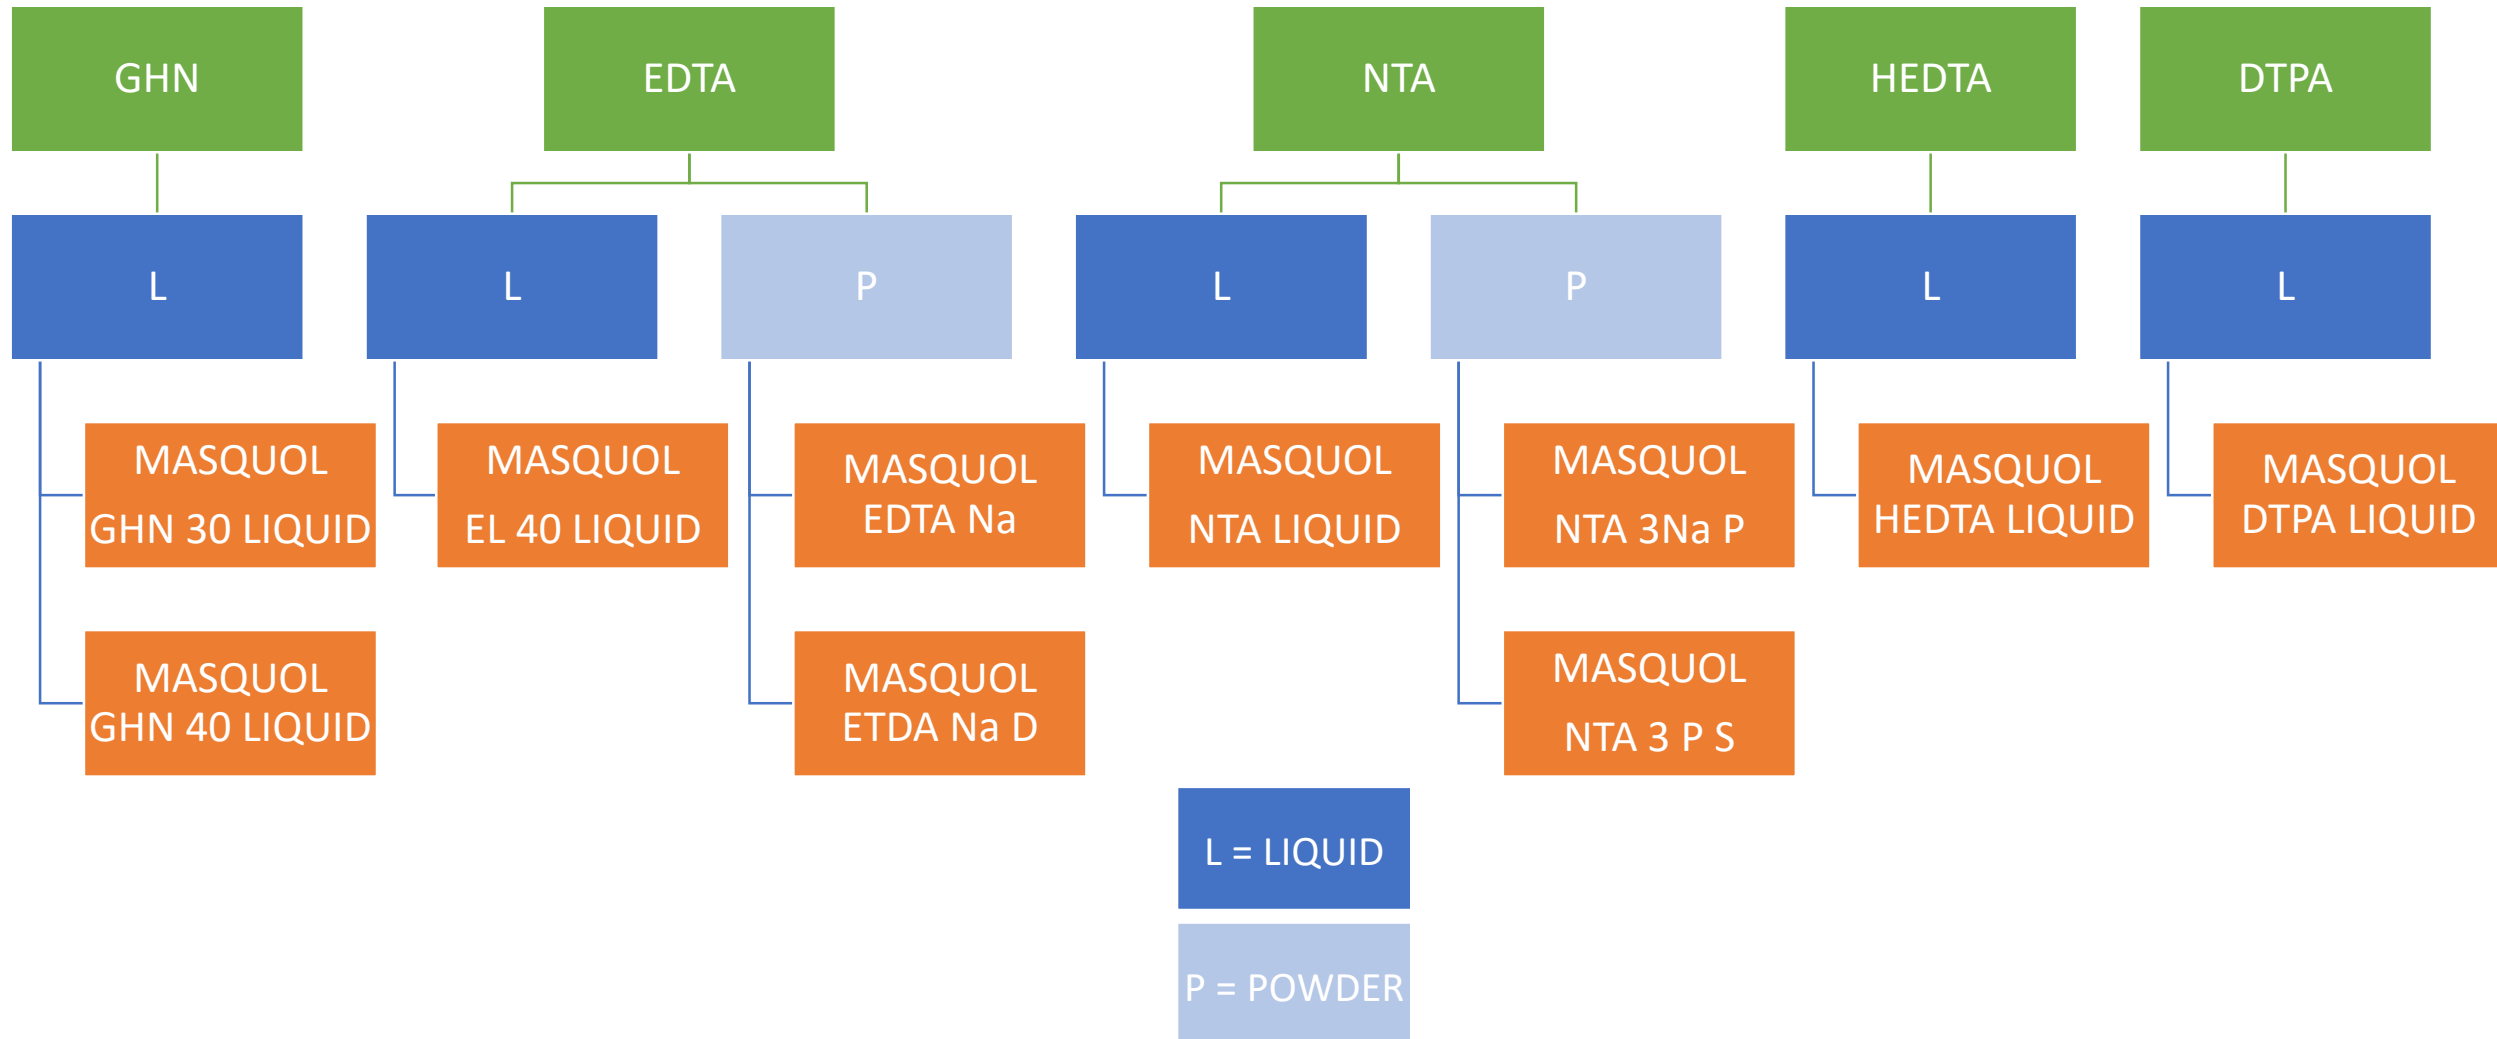 GHN
EDTA
NTA
HEDTA
DTPA
L
L
P
L
P
L
L
MASQUOL
GHN 30 LIQUID
MASQUOL
EL 40 LIQUID
MASQUOL
EDTA Na
MASQUOL
NTA LIQUID
MASQUOL
NTA 3Na P
MASQUOL
HEDTA LIQUID
MASQUOL
DTPA LIQUID
MASQUOL
GHN 40 LIQUID
MASQUOL
ETDA Na D
MASQUOL
NTA 3 P S
L = LIQUID
P = POWDER